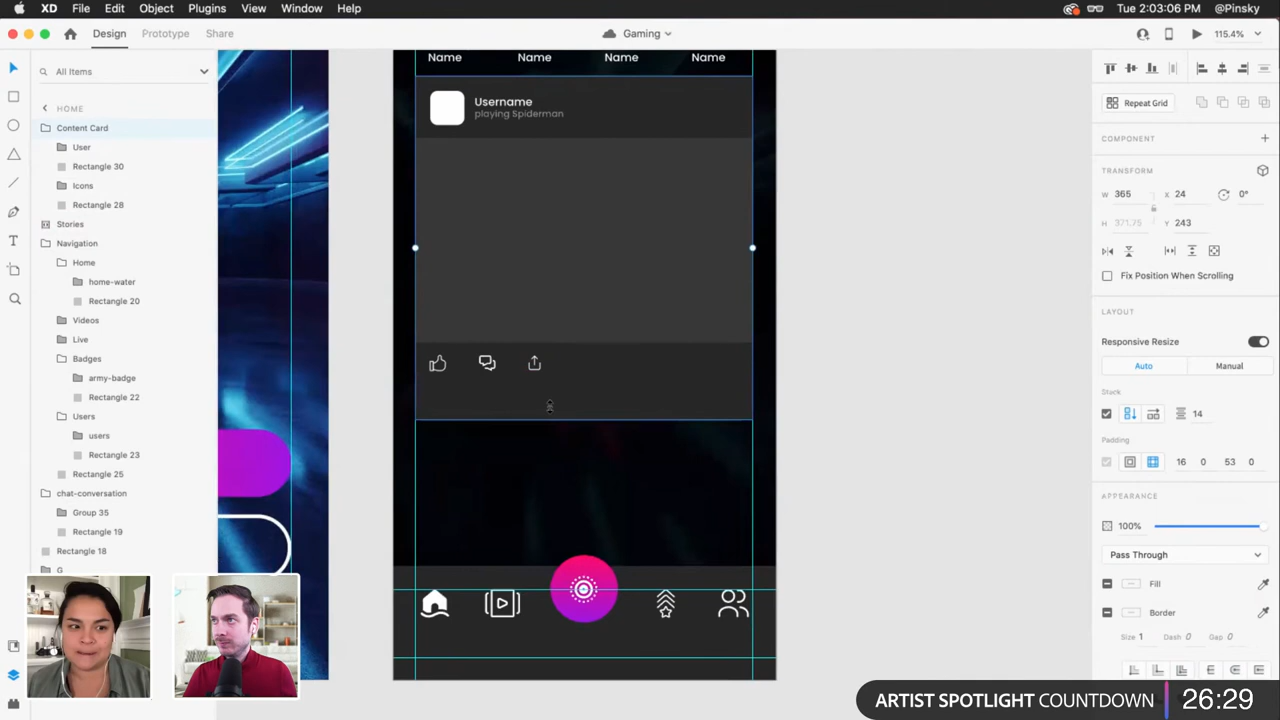 XD File Edit Object Plugins View Window Help Tue 2:03:06 PM @Pinsky
Design Prototype Share Gaming 115.4%
All Items
HOME
Content Card
User
Rectangle 30
Icons
Rectangle 28
Stories
Navigation
Home
home-water
Rectangle 20
Videos
Live
Badges
army-badge
Rectangle 22
Users
users
Rectangle 23
Rectangle 25
chat-conversation
Group 35
Rectangle 19
Rectangle 18
G
Name Name Name Name
Username
playing Spiderman
Repeat Grid
COMPONENT
TRANSFORM
W 365 X 24 0°
H 371.75 Y 243
Fix Position When Scrolling
LAYOUT
Responsive Resize
Auto Manual
Stack
14
Padding
16 0 53 0
APPEARANCE
100%
Pass Through
Fill
Border
Size 1 Dash 0 Gap 0
ARTIST SPOTLIGHT COUNTDOWN 26:29